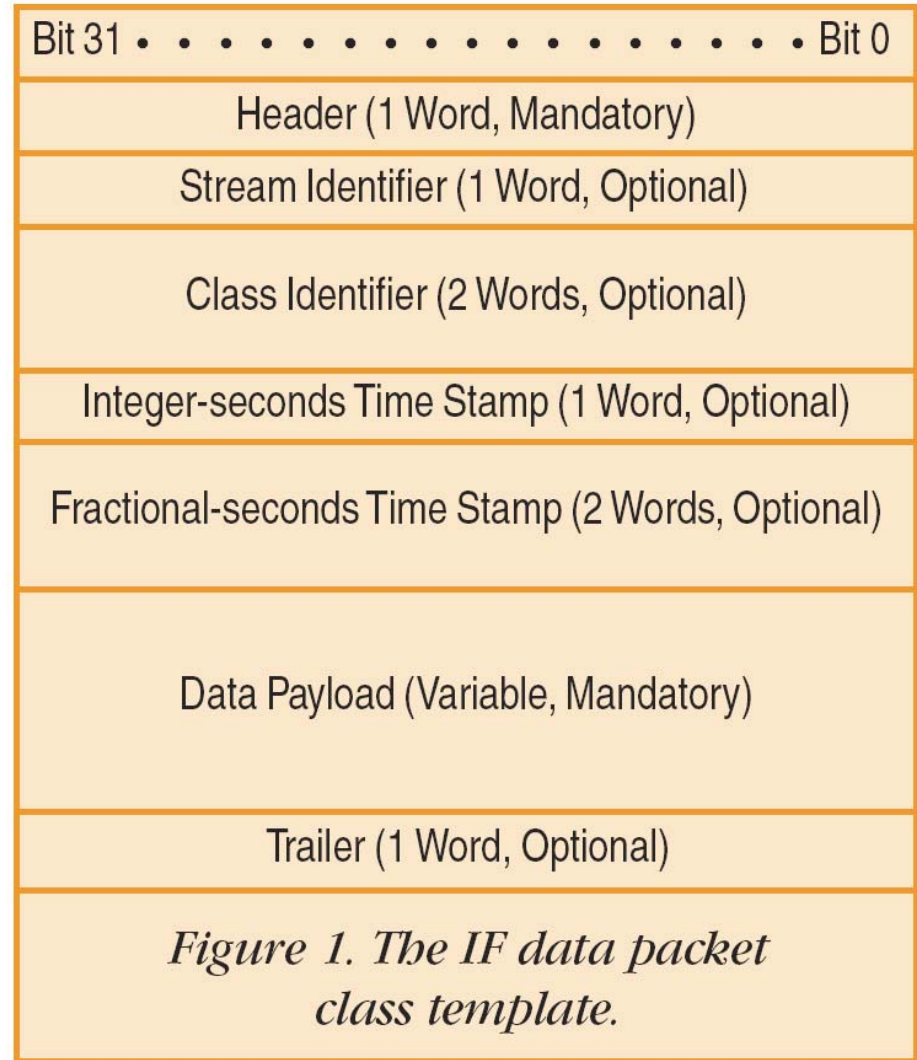 Bit 31 • • • • • • • • • • • • • • • • • Bit 0
Header (1 Word, Mandatory)
Stream Identifier (1 Word, Optional)
Class Identifier (2 Words, Optional)
Integer-seconds Time Stamp (1 Word, Optional)
Fractional-seconds Time Stamp (2 Words, Optional)
Data Payload (Variable, Mandatory)
Trailer (1 Word, Optional)
Figure 1. The IF data packet
class template.